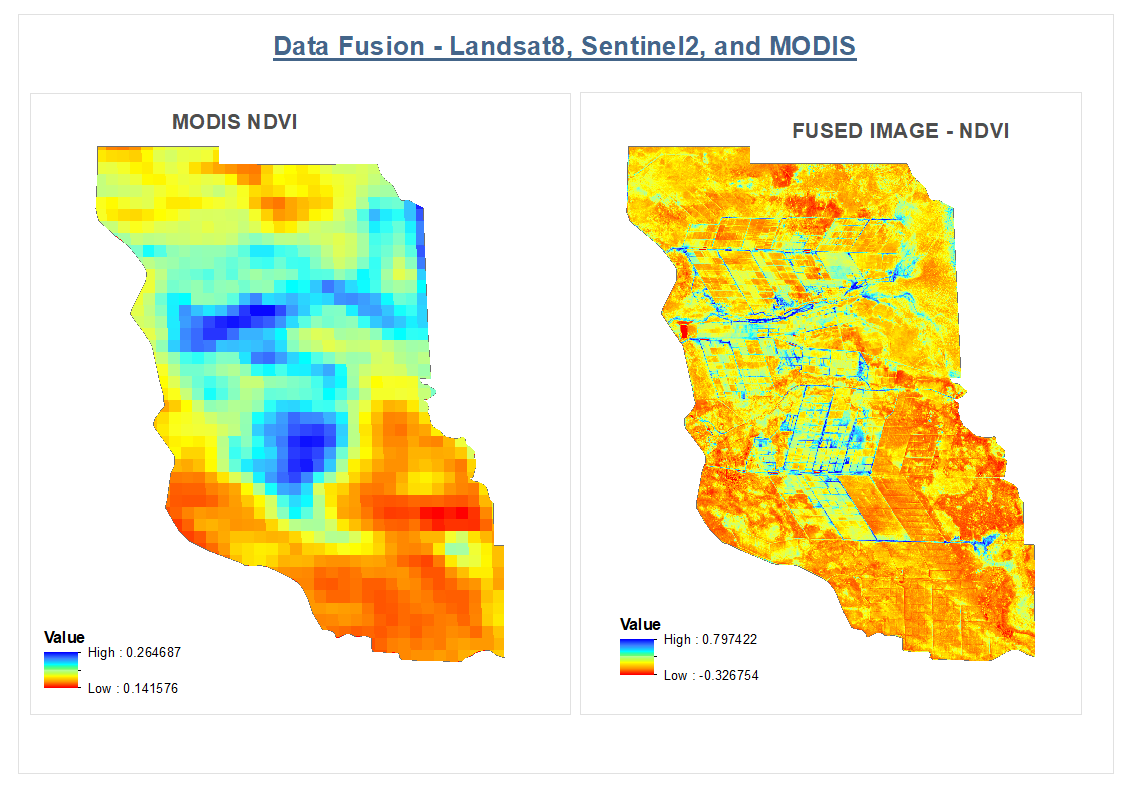 Data Fusion - Landsat8, Sentinel2, and MODIS
MODIS NDVI
Value
High : 0.264687
Low : 0.141576
FUSED IMAGE - NDVI
Value
High : 0.797422
Low : -0.326754